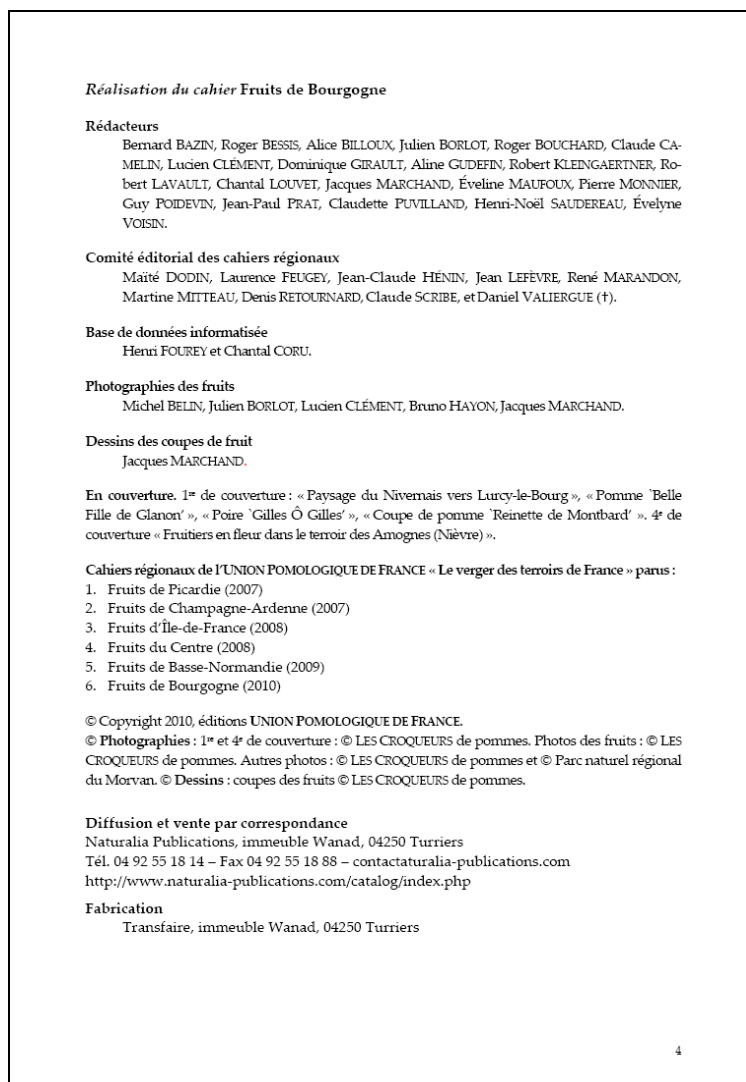 Réalisation du cahier Fruits de Bourgogne
Rédacteurs
Bernard BAZIN, Roger BESSIS, Alice BILLOUX, Julien BORLOT, Roger BOUCHARD, Claude CA-
MELIN, Lucien CLÉMENT, Dominique GIRAULT, Aline GUDEFIN, Robert KLEINGAERTNER, Ro-
bert LAVAULT, Chantal LOUVET, Jacques MARCHAND, Éveline MAUFOUX, Pierre MONNIER,
Guy POIDEVIN, Jean-Paul PRAT, Claudette PUVILLAND, Henri-Noël SAUDEREAU, Évelyne
VOISIN.
Comité éditorial des cahiers régionaux
Maïté DODIN, Laurence FEUGEY, Jean-Claude HÉNIN, Jean LEFÈVRE, René MARANDON,
Martine MITTEAU, Denis RETOURNARD, Claude SCRIBE, et Daniel VALIERGUE (†).
Base de données informatisée
Henri FOUREY et Chantal CORU.
Photographies des fruits
Michel BELIN, Julien BORLOT, Lucien CLÉMENT, Bruno HAYON, Jacques MARCHAND.
Dessins des coupes de fruit
Jacques MARCHAND.
En couverture. 1re de couverture : « Paysage du Nivernais vers Lurcy-le-Bourg », « Pomme `Belle
Fille de Glanon’ », « Poire `Gilles Ô Gilles’ », « Coupe de pomme `Reinette de Montbard’ ». 4e de
couverture « Fruitiers en fleur dans le terroir des Amognes (Nièvre) ».
Cahiers régionaux de l’UNION POMOLOGIQUE DE FRANCE « Le verger des terroirs de France » parus :
1. Fruits de Picardie (2007)
2. Fruits de Champagne-Ardenne (2007)
3. Fruits d’Île-de-France (2008)
4. Fruits du Centre (2008)
5. Fruits de Basse-Normandie (2009)
6. Fruits de Bourgogne (2010)
© Copyright 2010, éditions UNION POMOLOGIQUE DE FRANCE.
© Photographies : 1re et 4e de couverture : © LES CROQUEURS de pommes. Photos des fruits : © LES
CROQUEURS de pommes. Autres photos : © LES CROQUEURS de pommes et © Parc naturel régional
du Morvan. © Dessins : coupes des fruits © LES CROQUEURS de pommes.
Diffusion et vente par correspondance
Naturalia Publications, immeuble Wanad, 04250 Turriers
Tél. 04 92 55 18 14 – Fax 04 92 55 18 88 – contactaturalia-publications.com
http://www.naturalia-publications.com/catalog/index.php
Fabrication
Transfaire, immeuble Wanad, 04250 Turriers
4